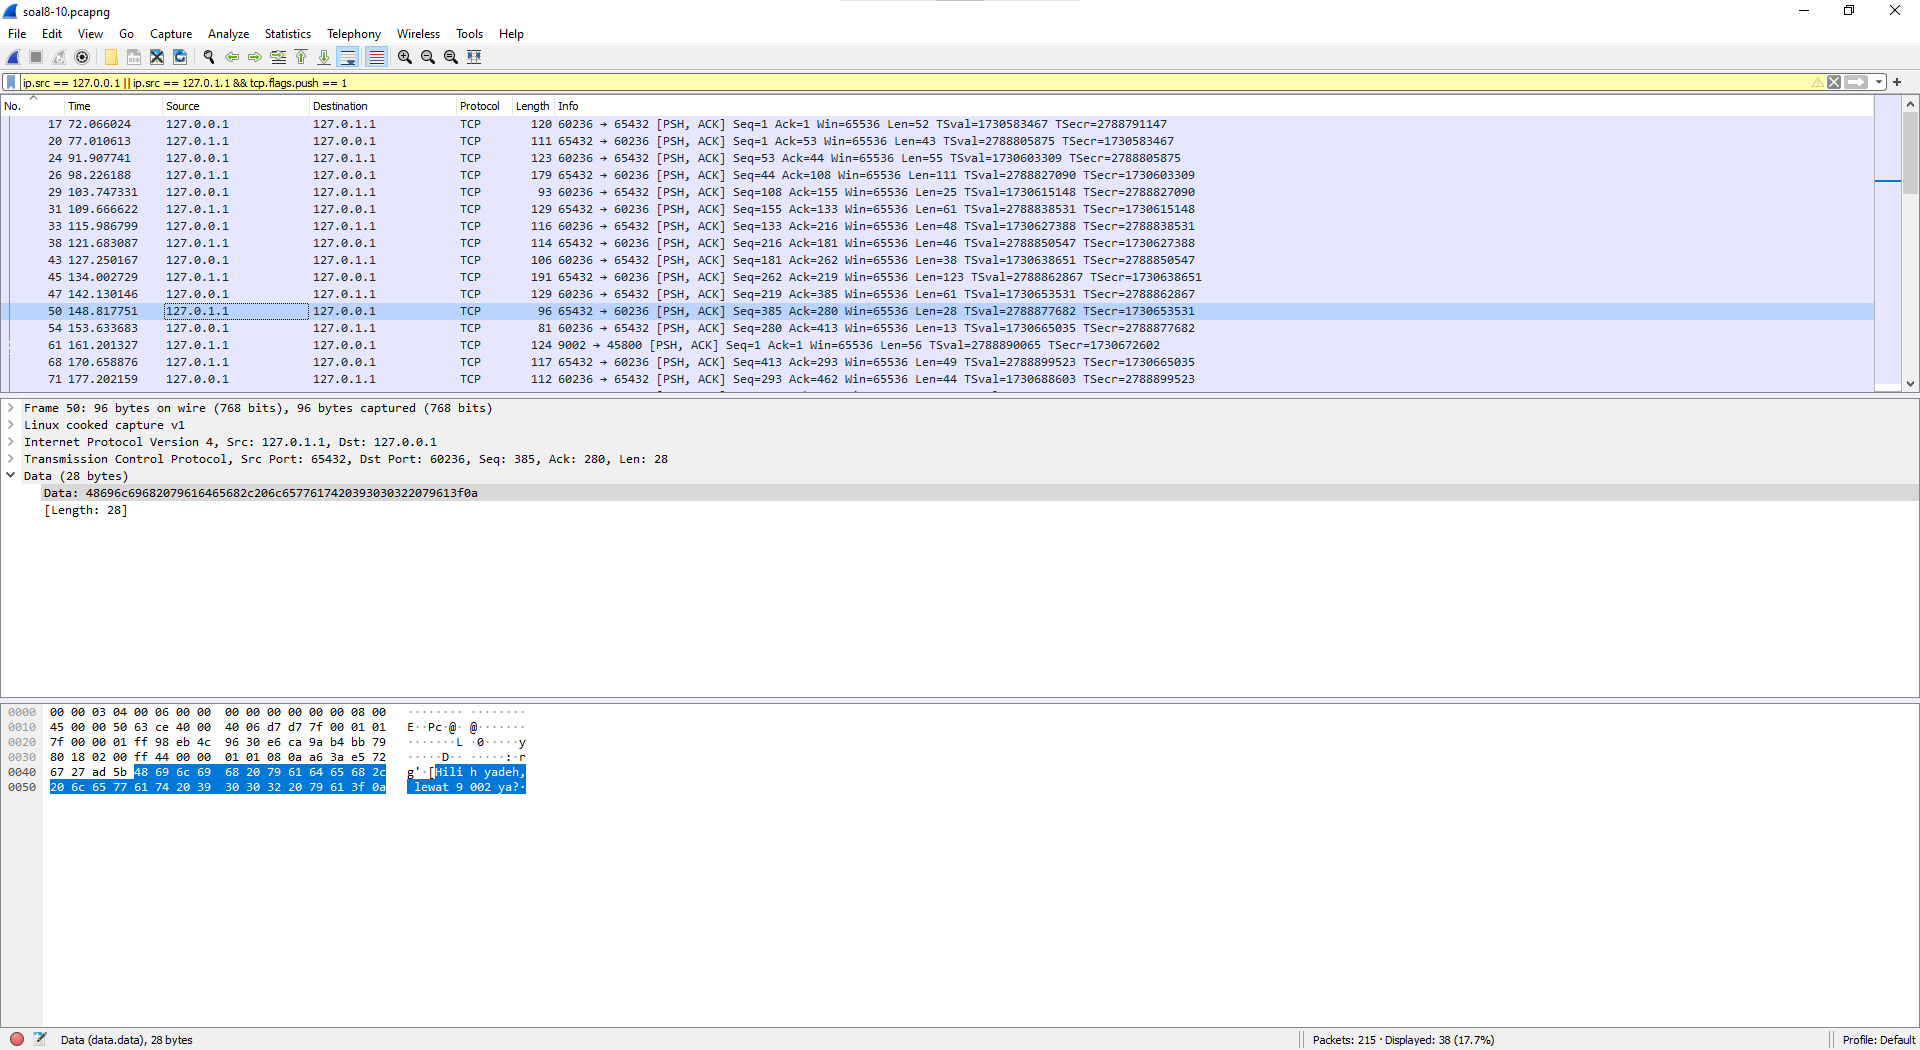 soal8-10.pcapng
File Edit View Go Capture Analyze Statistics Telephony Wireless Tools Help
ip.src == 127.0.0.1 || ip.src == 127.0.1.1 && tcp.flags.push == 1
No. Time Source Destination Protocol Length Info
17 72.066024 127.0.0.1 127.0.1.1 TCP 120 60236 → 65432 [PSH, ACK] Seq=1 Ack=1 Win=65536 Len=52 TSval=1730583467 TSecr=2788791147
20 77.010613 127.0.1.1 127.0.0.1 TCP 111 65432 → 60236 [PSH, ACK] Seq=1 Ack=53 Win=65536 Len=43 TSval=2788805875 TSecr=1730583467
24 91.907741 127.0.0.1 127.0.1.1 TCP 123 60236 → 65432 [PSH, ACK] Seq=53 Ack=44 Win=65536 Len=55 TSval=1730603309 TSecr=2788805875
26 98.226188 127.0.1.1 127.0.0.1 TCP 179 65432 → 60236 [PSH, ACK] Seq=44 Ack=108 Win=65536 Len=111 TSval=2788827090 TSecr=1730603309
29 103.747331 127.0.0.1 127.0.1.1 TCP 93 60236 → 65432 [PSH, ACK] Seq=108 Ack=155 Win=65536 Len=25 TSval=1730615148 TSecr=2788827090
31 109.666622 127.0.1.1 127.0.0.1 TCP 129 65432 → 60236 [PSH, ACK] Seq=155 Ack=133 Win=65536 Len=61 TSval=2788838531 TSecr=1730615148
33 115.986799 127.0.0.1 127.0.1.1 TCP 116 60236 → 65432 [PSH, ACK] Seq=133 Ack=216 Win=65536 Len=48 TSval=1730627388 TSecr=2788838531
38 121.683087 127.0.1.1 127.0.0.1 TCP 114 65432 → 60236 [PSH, ACK] Seq=216 Ack=181 Win=65536 Len=46 TSval=2788850547 TSecr=1730627388
43 127.250167 127.0.0.1 127.0.1.1 TCP 106 60236 → 65432 [PSH, ACK] Seq=181 Ack=262 Win=65536 Len=38 TSval=1730638651 TSecr=2788850547
45 134.002729 127.0.1.1 127.0.0.1 TCP 191 65432 → 60236 [PSH, ACK] Seq=262 Ack=219 Win=65536 Len=123 TSval=2788862867 TSecr=1730638651
47 142.130146 127.0.0.1 127.0.1.1 TCP 129 60236 → 65432 [PSH, ACK] Seq=219 Ack=385 Win=65536 Len=61 TSval=1730653531 TSecr=2788862867
50 148.817751 127.0.1.1 127.0.0.1 TCP 96 65432 → 60236 [PSH, ACK] Seq=385 Ack=280 Win=65536 Len=28 TSval=2788877682 TSecr=1730653531
54 153.633683 127.0.0.1 127.0.1.1 TCP 81 60236 → 65432 [PSH, ACK] Seq=280 Ack=413 Win=65536 Len=13 TSval=1730665035 TSecr=2788877682
61 161.201327 127.0.1.1 127.0.0.1 TCP 124 9002 → 45800 [PSH, ACK] Seq=1 Ack=1 Win=65536 Len=56 TSval=2788890065 TSecr=1730672602
68 170.658876 127.0.1.1 127.0.0.1 TCP 117 65432 → 60236 [PSH, ACK] Seq=413 Ack=293 Win=65536 Len=49 TSval=2788899523 TSecr=1730665035
71 177.202159 127.0.0.1 127.0.1.1 TCP 112 60236 → 65432 [PSH, ACK] Seq=293 Ack=462 Win=65536 Len=44 TSval=1730688603 TSecr=2788899523
Frame 50: 96 bytes on wire (768 bits), 96 bytes captured (768 bits)
Linux cooked capture v1
Internet Protocol Version 4, Src: 127.0.1.1, Dst: 127.0.0.1
Transmission Control Protocol, Src Port: 65432, Dst Port: 60236, Seq: 385, Ack: 280, Len: 28
Data (28 bytes)
Data: 48696c69682079616465682c206c657761742039303032207961​3f0a
[Length: 28]
0000 00 00 03 04 00 06 00 00 00 00 00 00 00 00 08 00 ········ ········
0010 45 00 00 50 63 ce 40 00 40 06 d7 d7 7f 00 01 01 E··Pc·@· @·······
0020 7f 00 00 01 ff 98 eb 4c 96 30 e6 ca 9a b4 bb 79 ·······L ·0·····y
0030 80 18 02 00 ff 44 00 00 01 01 08 0a a6 3a e5 72 ·····D·· ·····:·r
0040 67 27 ad 5b 48 69 6c 69 68 20 79 61 64 65 68 2c g'·[Hili h yadeh,
0050 20 6c 65 77 61 74 20 39 30 30 32 20 79 61 3f 0a lewat 9 002 ya?·
Data (data.data), 28 bytes Packets: 215 · Displayed: 38 (17.7%) Profile: Default